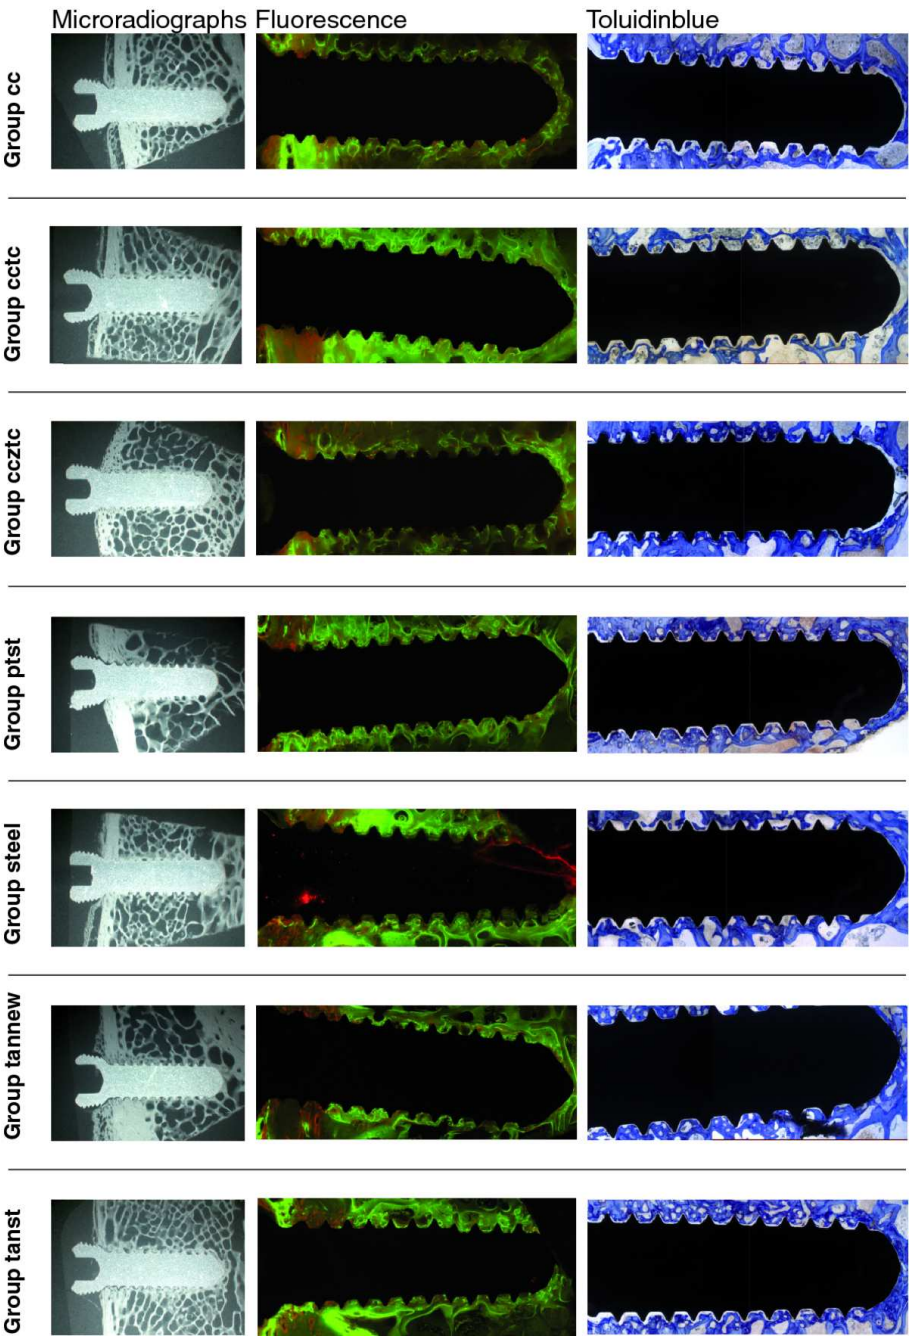 Microradiographs Fluorescence Toluidinblue
Group cc
Group cctc
Group ccztc
Group ptst
Group steel
Group tannew
Group tanst